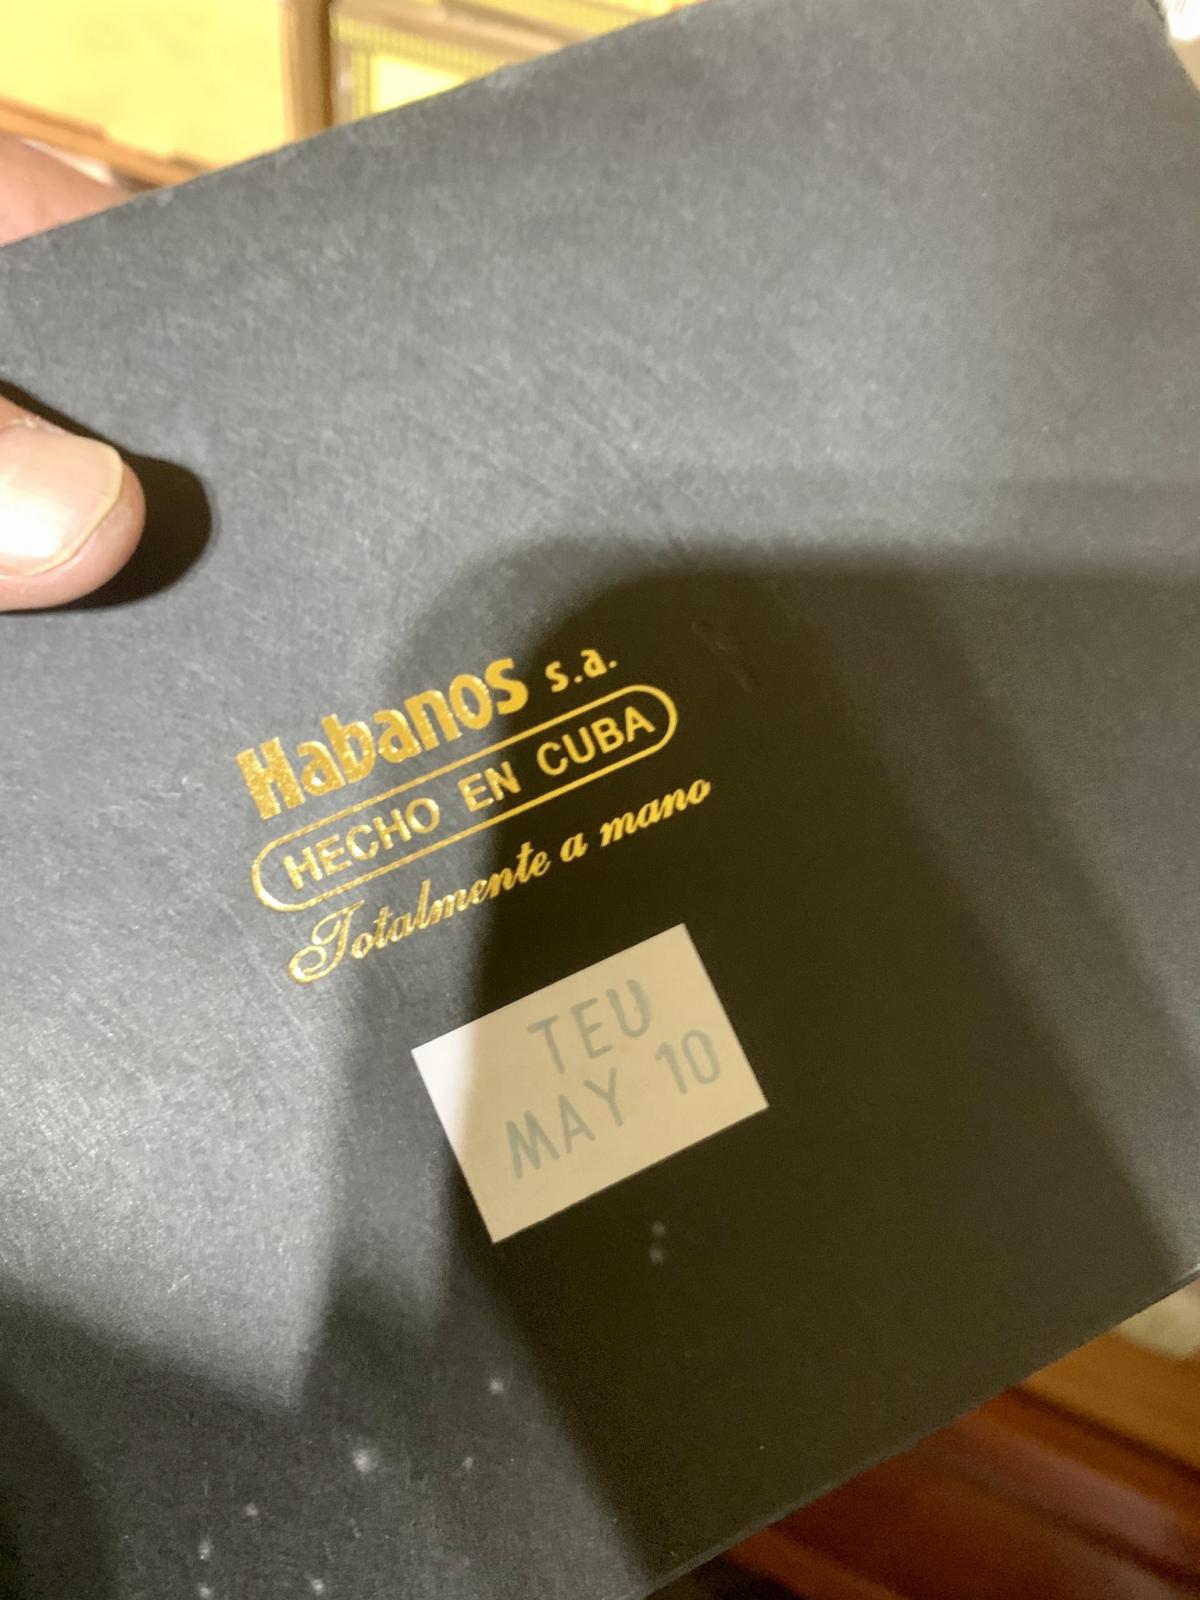 Habanos s.a.
HECHO EN CUBA
Totalmente a mano
TEU
MAY 10